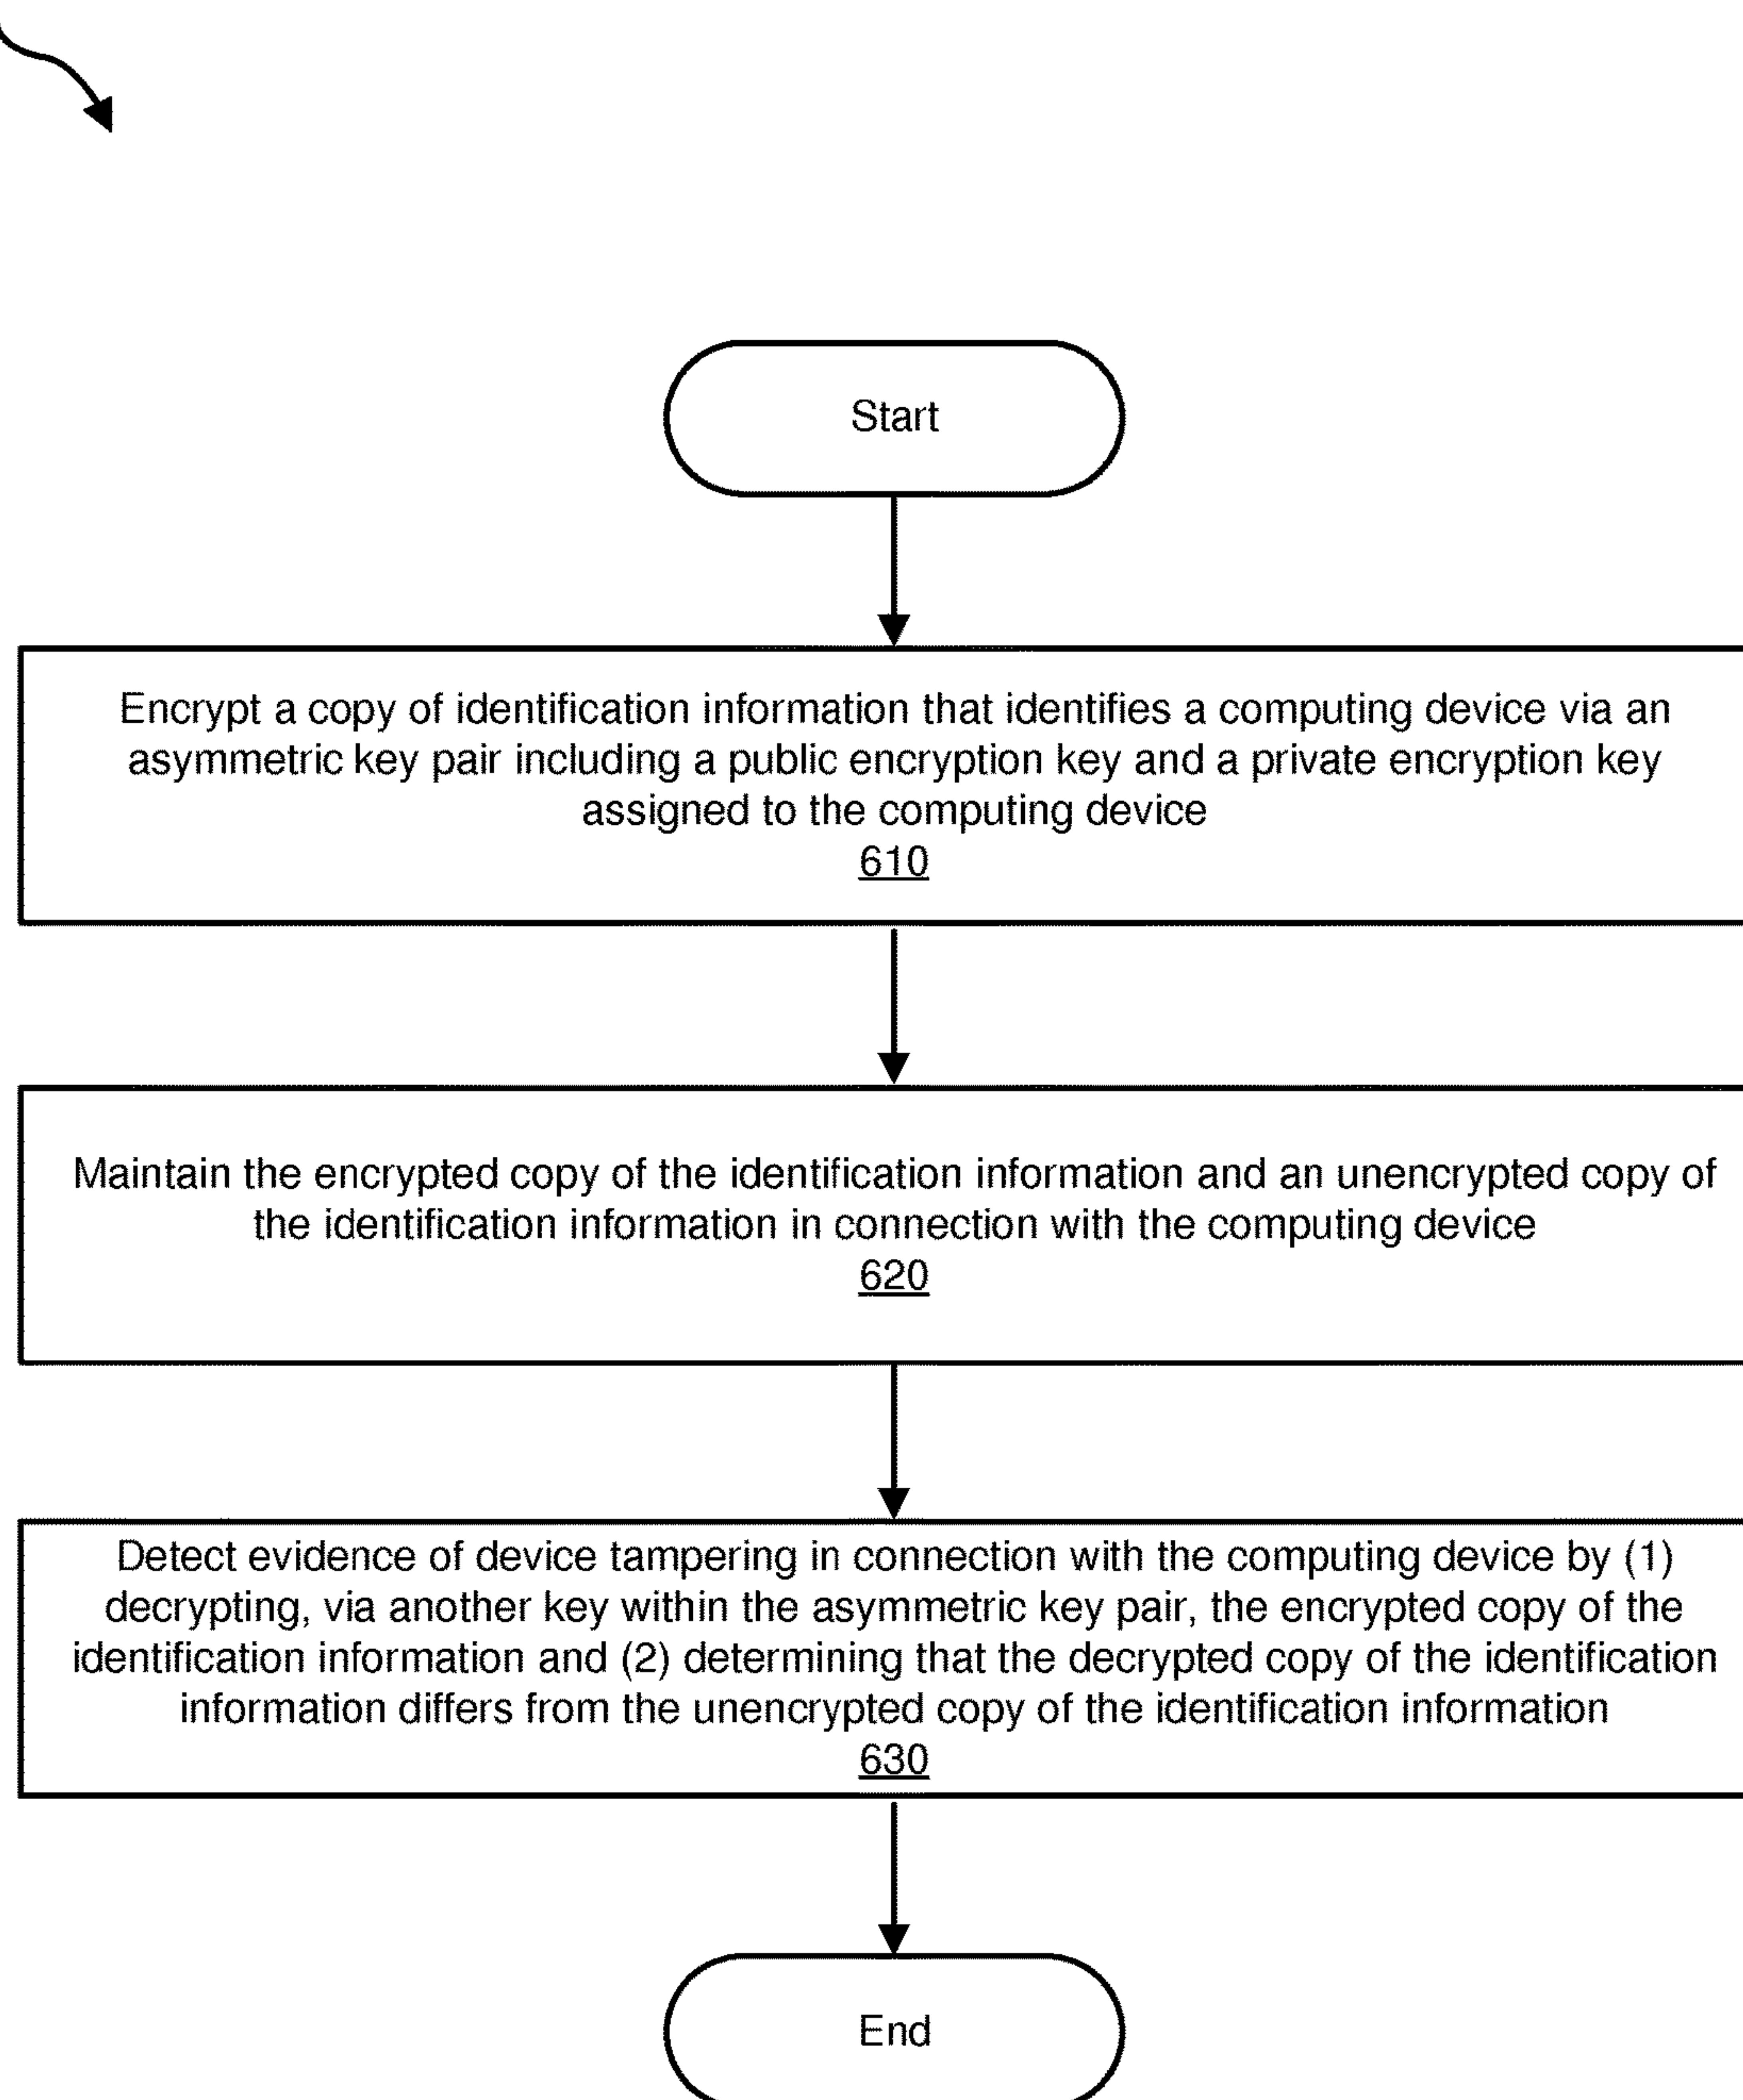 Start
Encrypt a copy of identification information that identifies a computing device via an
asymmetric key pair including a public encryption key and a private encryption key
assigned to the computing device
610
Maintain the encrypted copy of the identification information and an unencrypted copy of
the identification information in connection with the computing device
620
Detect evidence of device tampering in connection with the computing device by (1)
decrypting, via another key within the asymmetric key pair, the encrypted copy of the
identification information and (2) determining that the decrypted copy of the identification
information differs from the unencrypted copy of the identification information
630
End